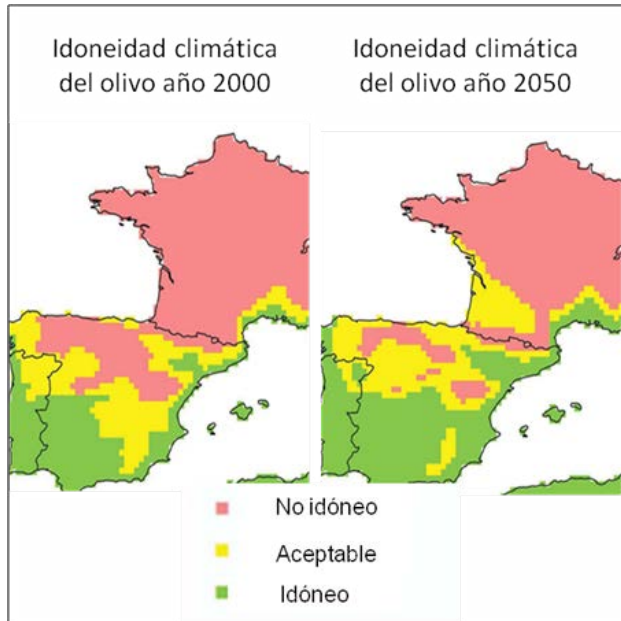 Idoneidad climática
del olivo año 2000
Idoneidad climática
del olivo año 2050
No idóneo
Aceptable
Idóneo